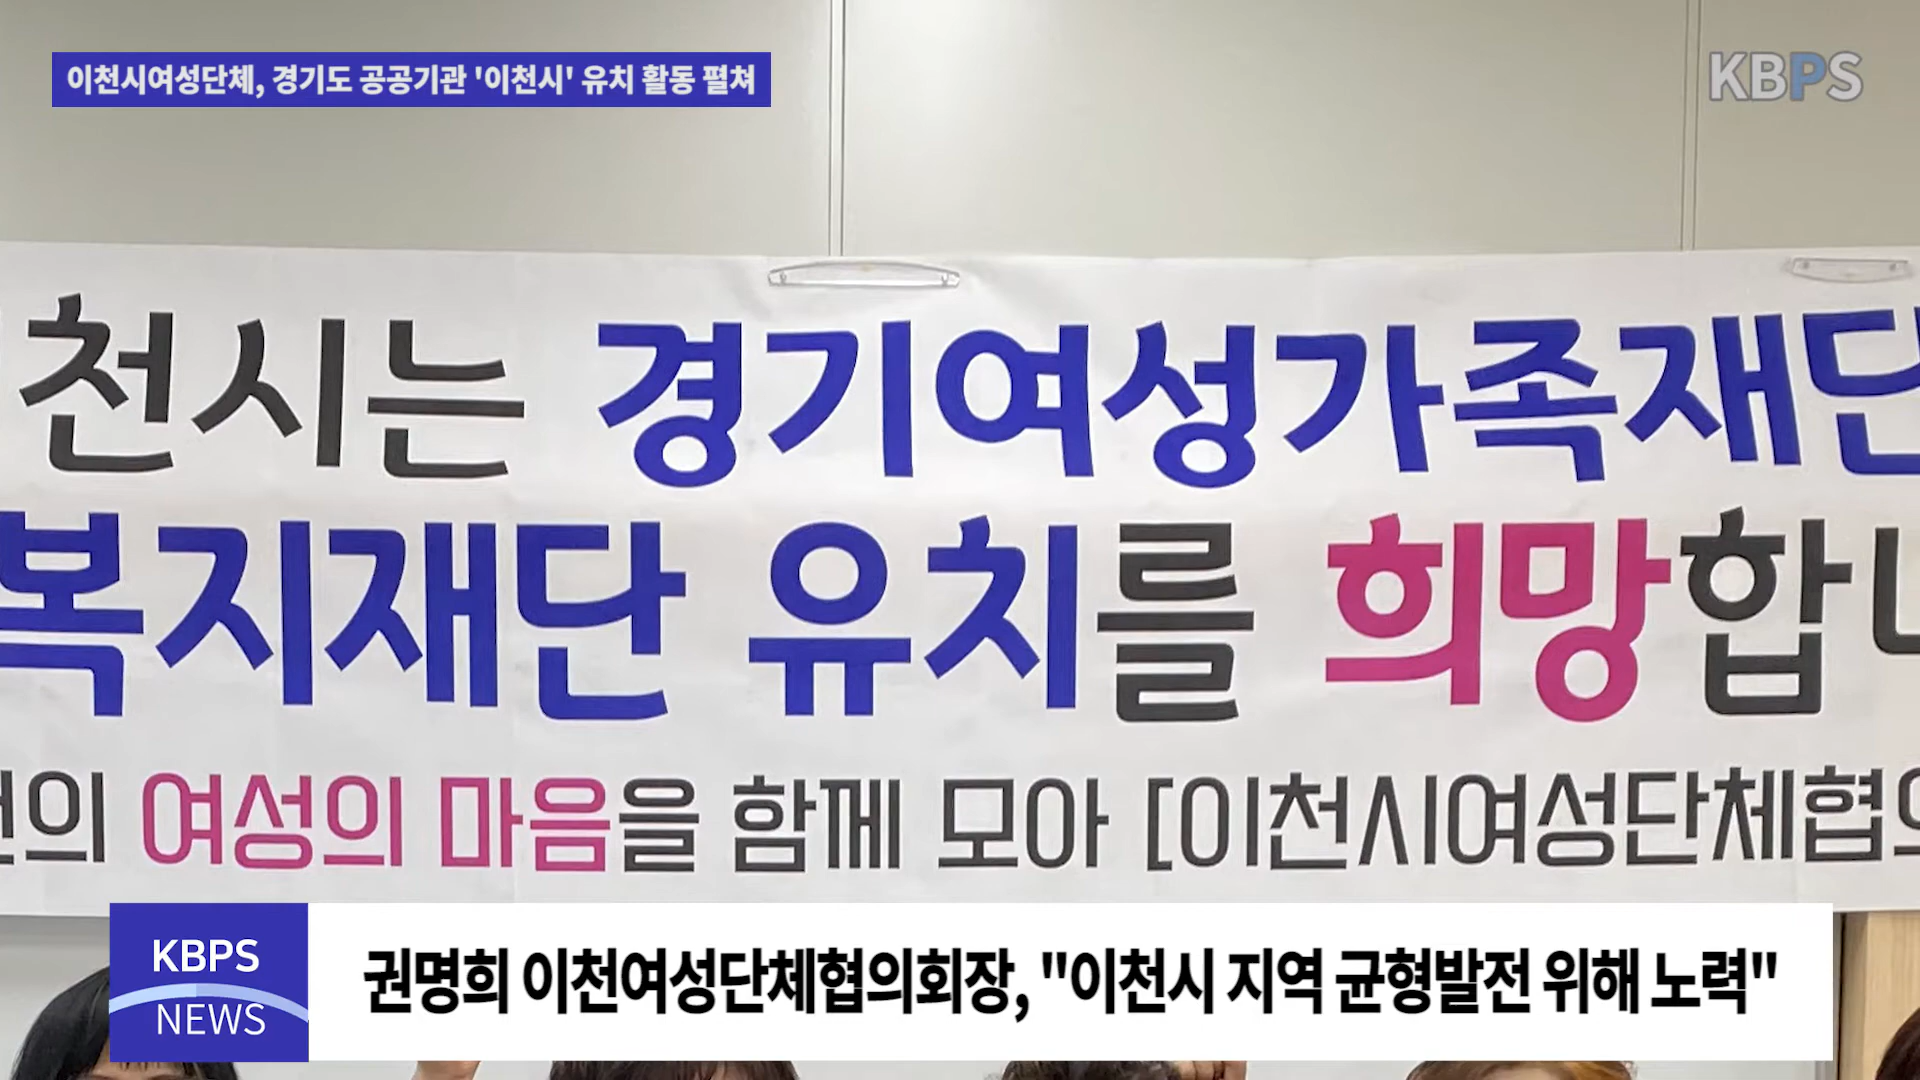 이천시여성단체, 경기도 공공기관 '이천시' 유치 활동 펼쳐
KBPS
천시는 경기여성가족재단
복지재단 유치를 희망합니
의 여성의 마음을 함께 모아 [이천시여성단체협의
KBPS
NEWS
권명희 이천여성단체협의회장, "이천시 지역 균형발전 위해 노력"